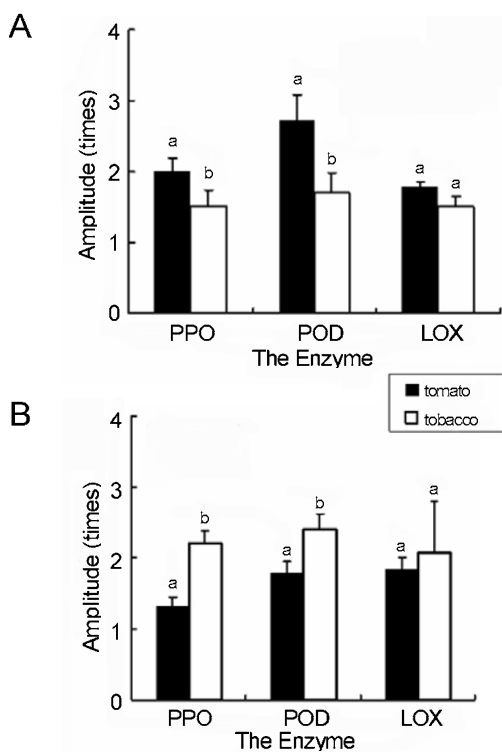 A
Amplitude (times)
4
3
2
1
0
a
b
a
b
a
a
PPO
POD
LOX
The Enzyme
tomato
tobacco
B
Amplitude (times)
4
3
2
1
0
a
b
a
b
a
a
PPO
POD
LOX
The Enzyme